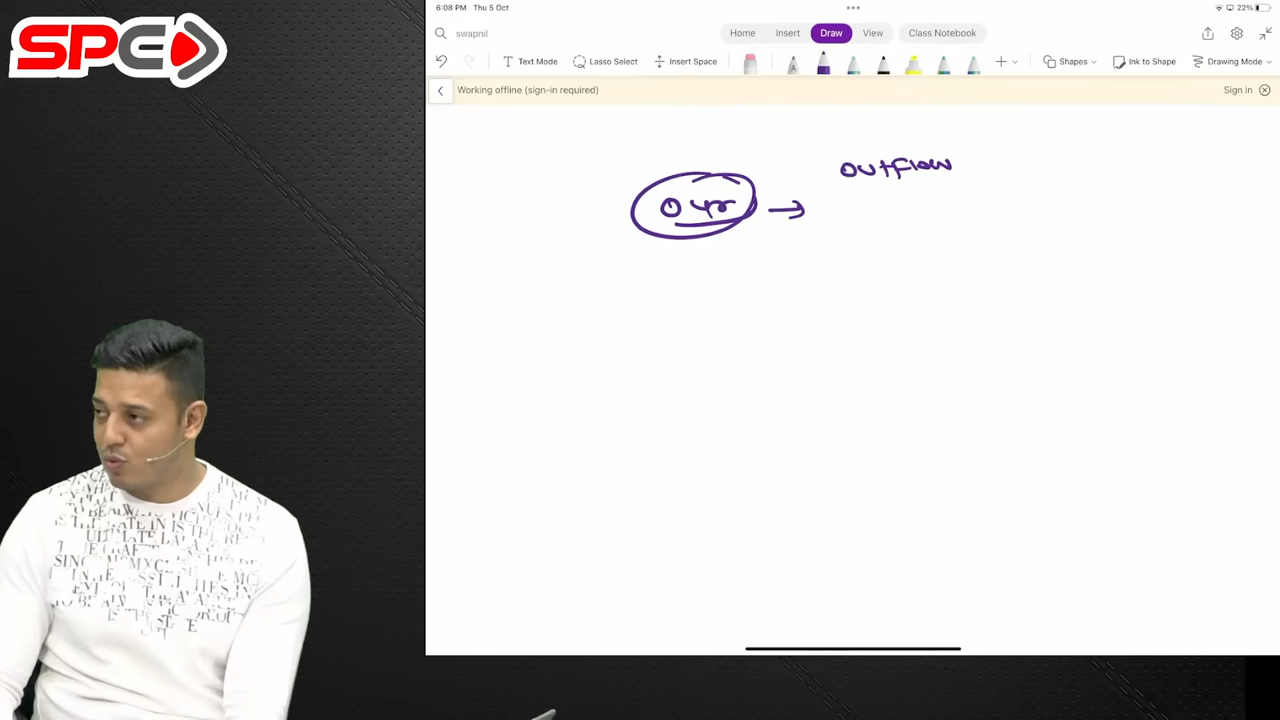 SPE
6:08 PM Thu 5 Oct
22%
swapnil
Home Insert Draw View Class Notebook
Text Mode Lasso Select Insert Space Shapes Ink to Shape Drawing Mode
Working offline (sign-in required) Sign in
outflow
0 yr →